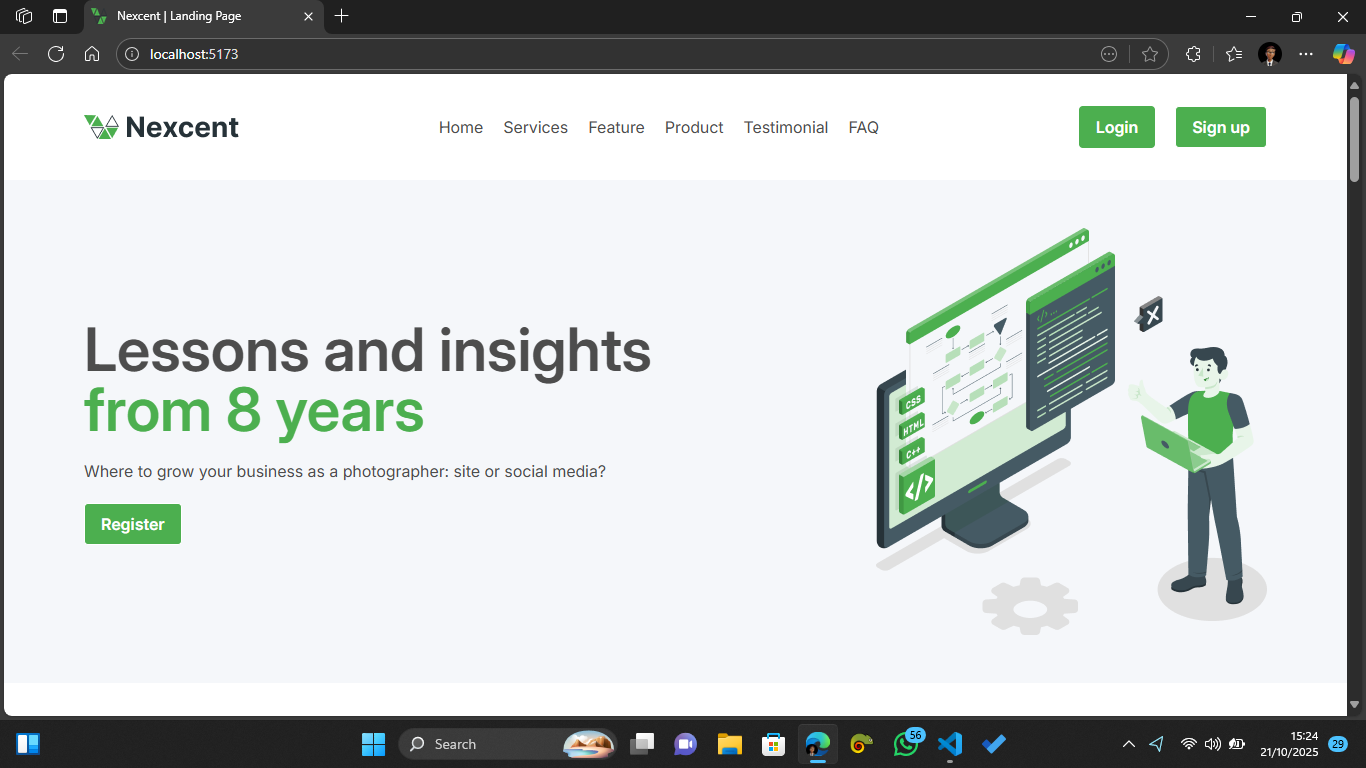 Nexcent | Landing Page
localhost:5173
Nexcent
Home Services Feature Product Testimonial FAQ
Login Sign up
Lessons and insights
from 8 years
Where to grow your business as a photographer: site or social media?
Register
</> ...
X
CSS
HTML
C++
</>
Search
56
15:24
21/10/2025
29